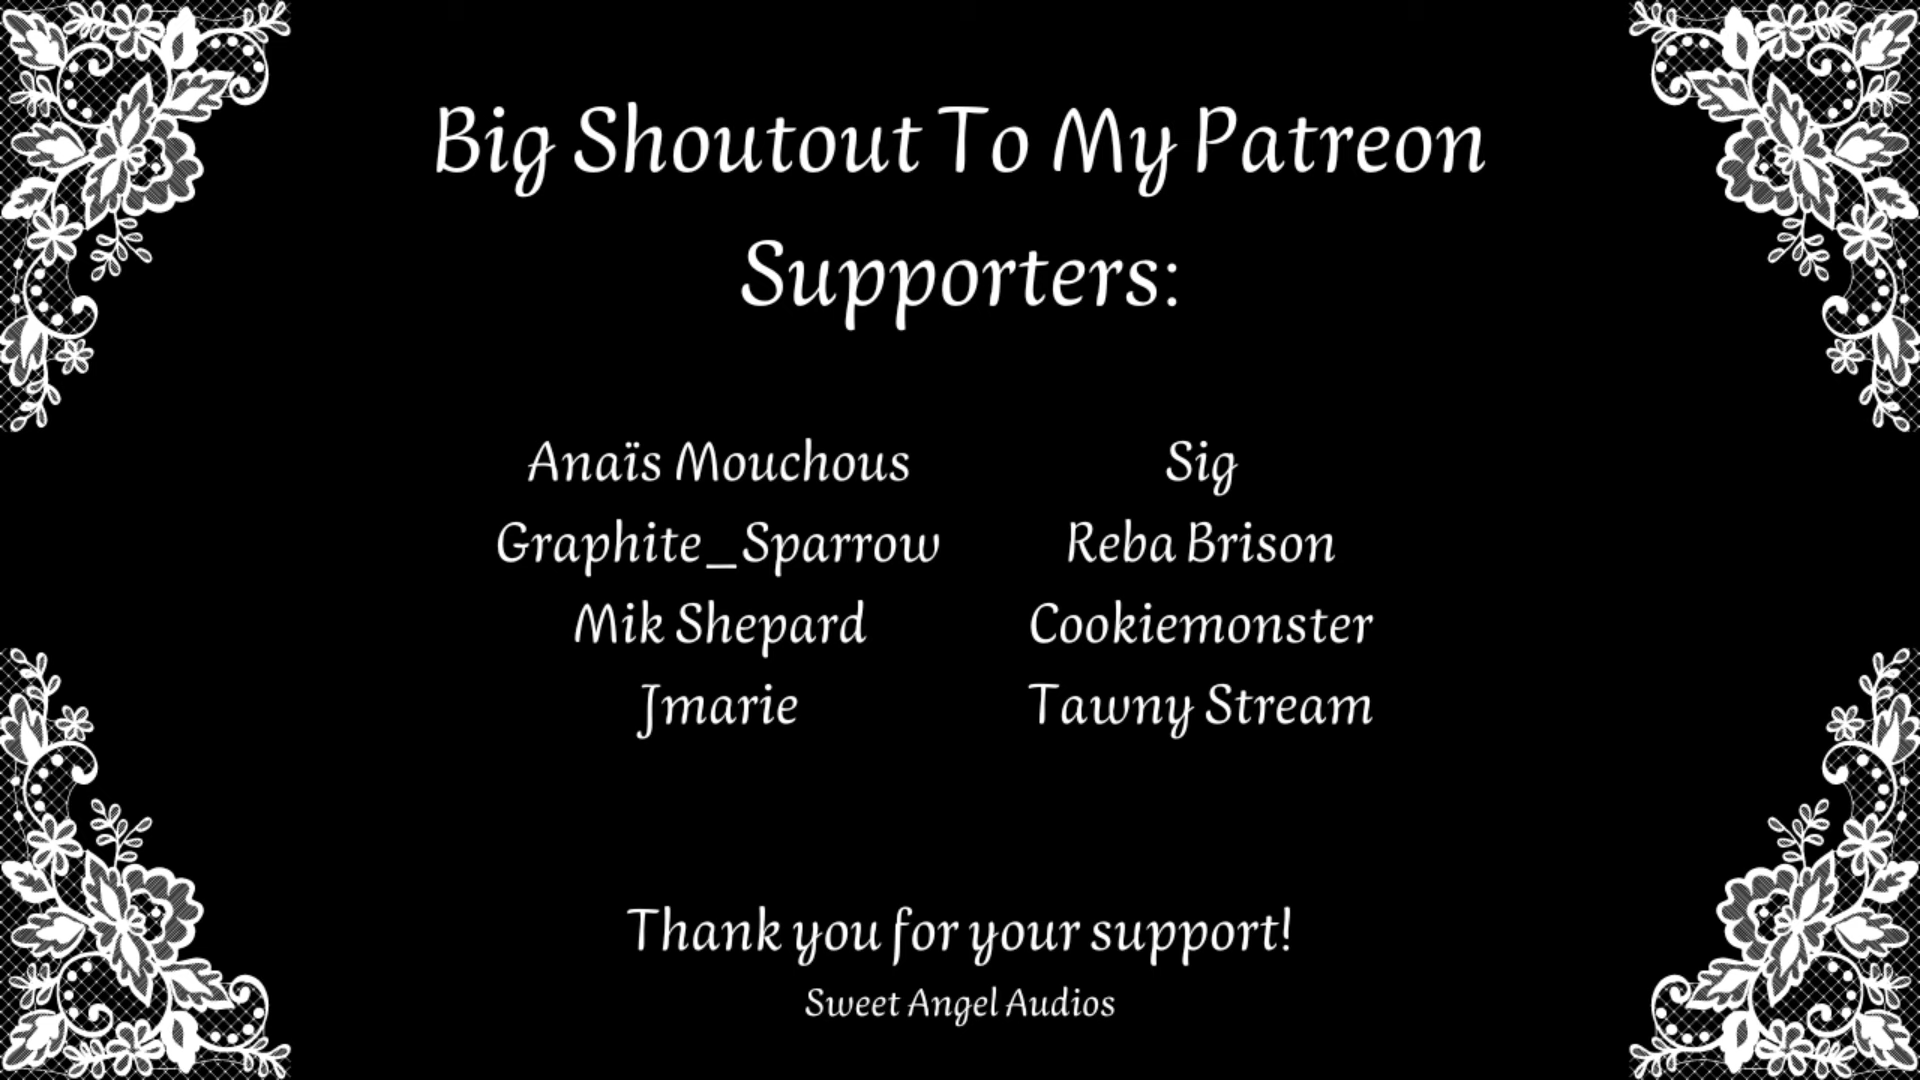 Big Shoutout To My Patreon
Supporters:
Anaïs Mouchous
Graphite_Sparrow
Mik Shepard
Jmarie
Sig
Reba Brison
Cookiemonster
Tawny Stream
Thank you for your support!
Sweet Angel Audios